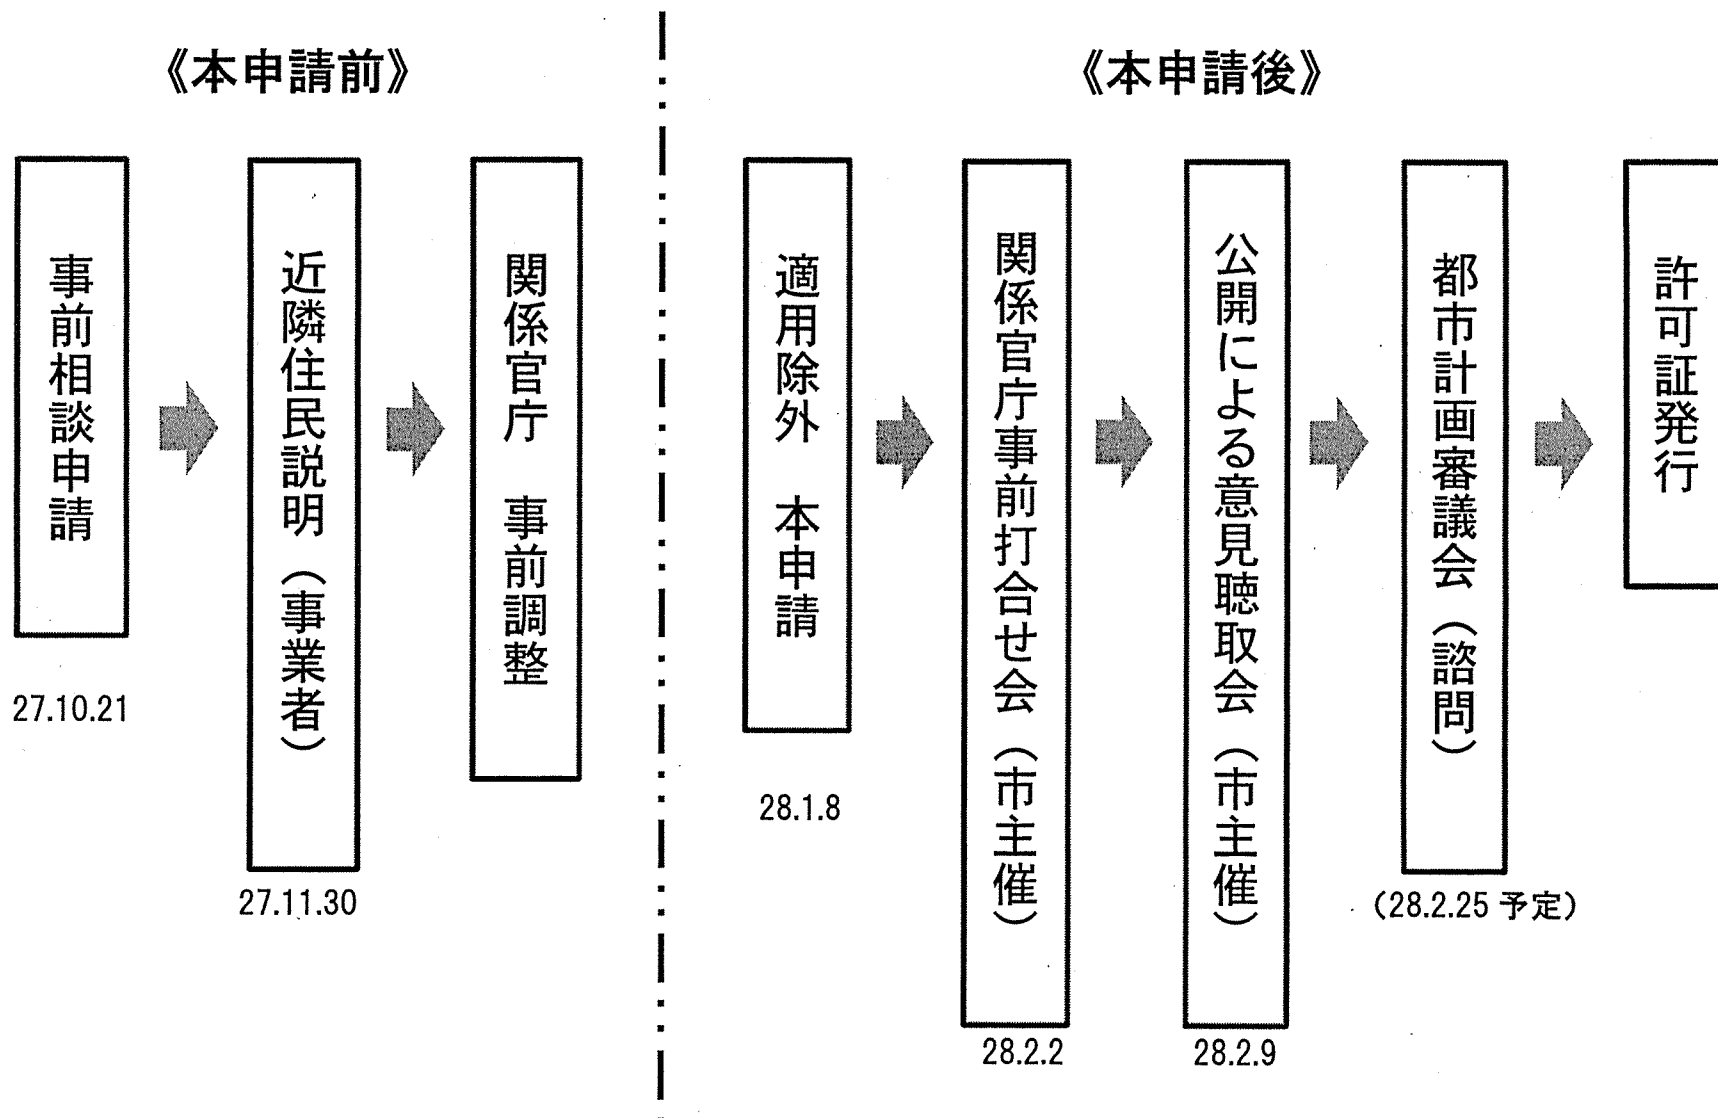 《本申請前》
事前相談申請
27.10.21
近隣住民説明（事業者）
27.11.30
関係官庁　事前調整
《本申請後》
適用除外　本申請
28.1.8
関係官庁事前打合せ会（市主催）
28.2.2
公開による意見聴取会（市主催）
28.2.9
都市計画審議会（諮問）
（28.2.25 予定）
許可証発行